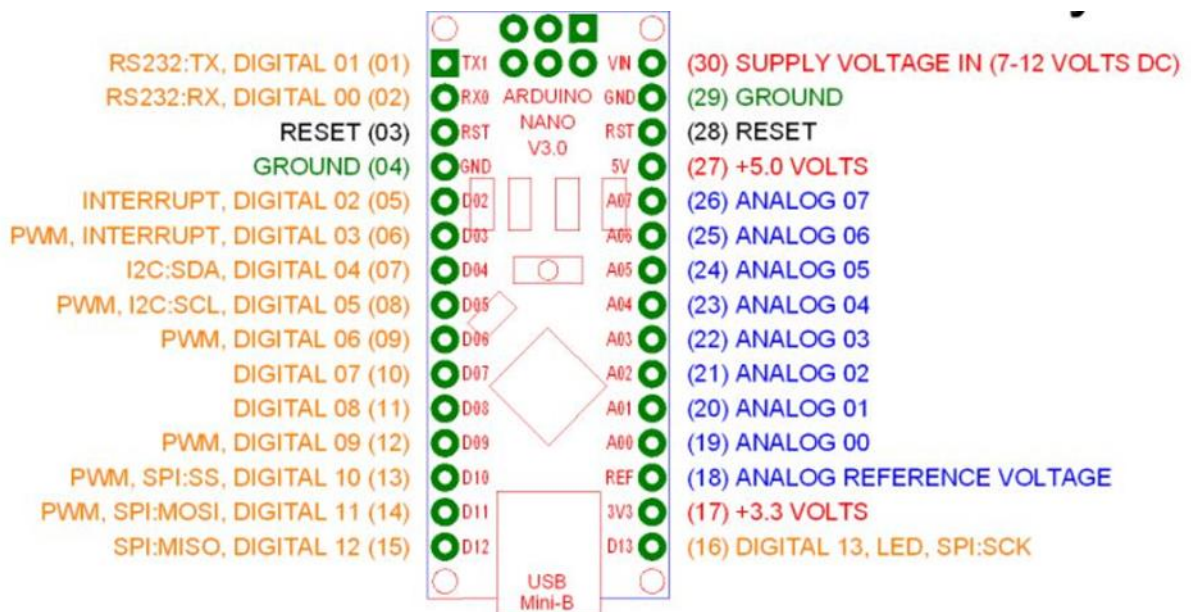 RS232:TX, DIGITAL 01 (01)
RS232:RX, DIGITAL 00 (02)
RESET (03)
GROUND (04)
INTERRUPT, DIGITAL 02 (05)
PWM, INTERRUPT, DIGITAL 03 (06)
I2C:SDA, DIGITAL 04 (07)
PWM, I2C:SCL, DIGITAL 05 (08)
PWM, DIGITAL 06 (09)
DIGITAL 07 (10)
DIGITAL 08 (11)
PWM, DIGITAL 09 (12)
PWM, SPI:SS, DIGITAL 10 (13)
PWM, SPI:MOSI, DIGITAL 11 (14)
SPI:MISO, DIGITAL 12 (15)
TX1
RX0
RST
GND
D02
D03
D04
D05
D06
D07
D08
D09
D10
D11
D12
ARDUINO
NANO
V3.0
USB
Mini-B
VIN
GND
RST
5V
A07
A06
A05
A04
A03
A02
A01
A00
REF
3V3
D13
(30) SUPPLY VOLTAGE IN (7-12 VOLTS DC)
(29) GROUND
(28) RESET
(27) +5.0 VOLTS
(26) ANALOG 07
(25) ANALOG 06
(24) ANALOG 05
(23) ANALOG 04
(22) ANALOG 03
(21) ANALOG 02
(20) ANALOG 01
(19) ANALOG 00
(18) ANALOG REFERENCE VOLTAGE
(17) +3.3 VOLTS
(16) DIGITAL 13, LED, SPI:SCK